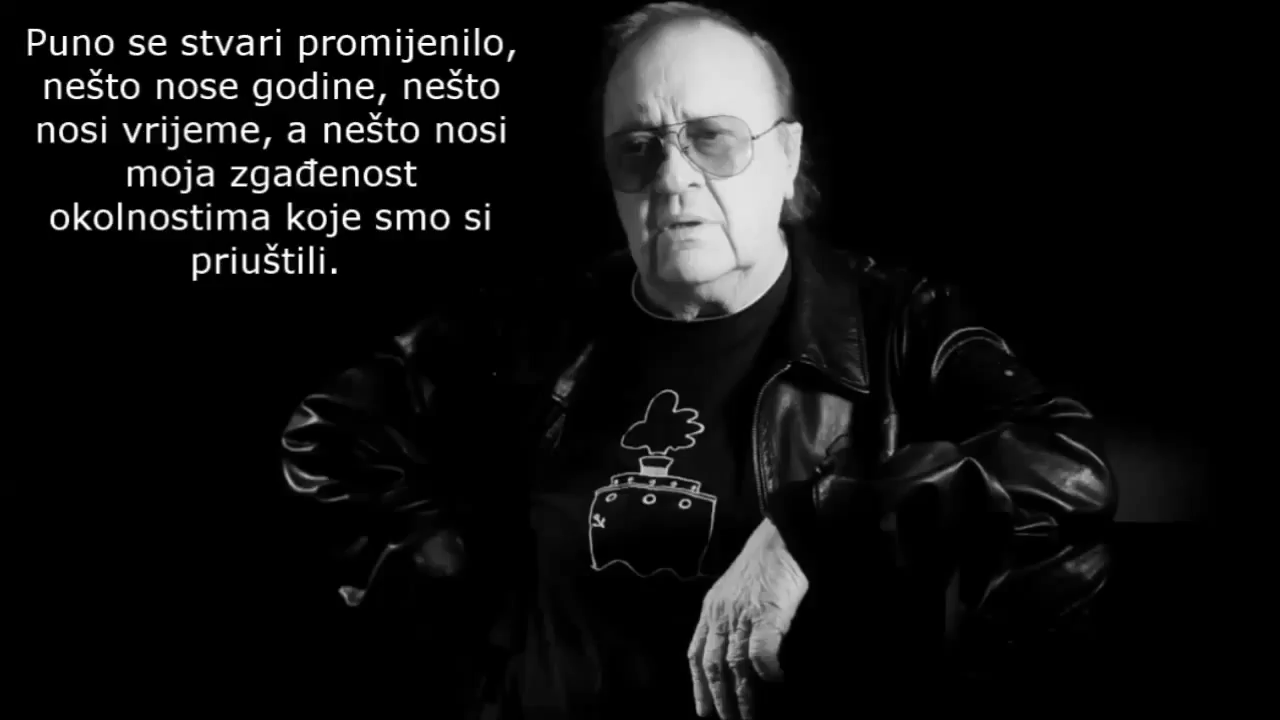 Puno se stvari promijenilo,
nešto nose godine, nešto
nosi vrijeme, a nešto nosi
moja zgađenost
okolnostima koje smo si
priuštili.